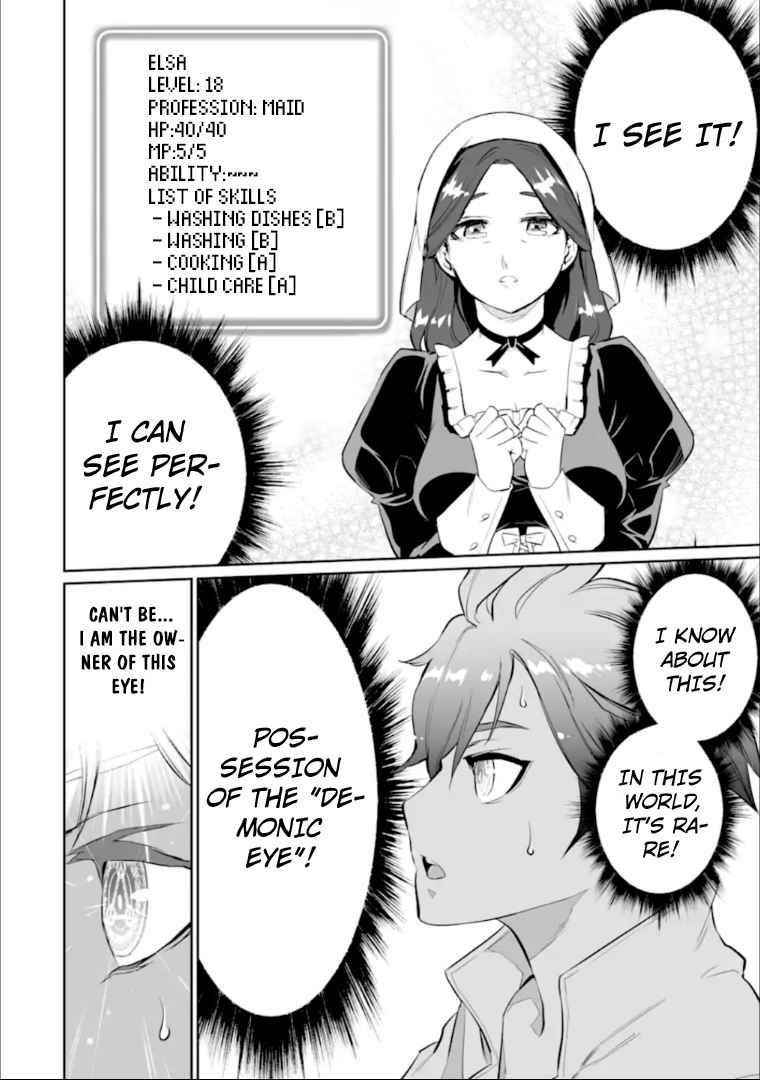 I SEE IT!
ELSA
LEVEL: 18
PROFESSION: MAID
HP:40/40
MP:5/5
ABILITY:~~~
LIST OF SKILLS
- WASHING DISHES [B]
- WASHING [B]
- COOKING [A]
- CHILD CARE [A]
I CAN
SEE PER-
FECTLY!
I KNOW
ABOUT
THIS!
IN THIS
WORLD,
IT'S RA-
RE!
POS-
SESSION
OF THE "DE-
MONIC
EYE"!
CAN'T BE...
I AM THE OW-
NER OF THIS
EYE!